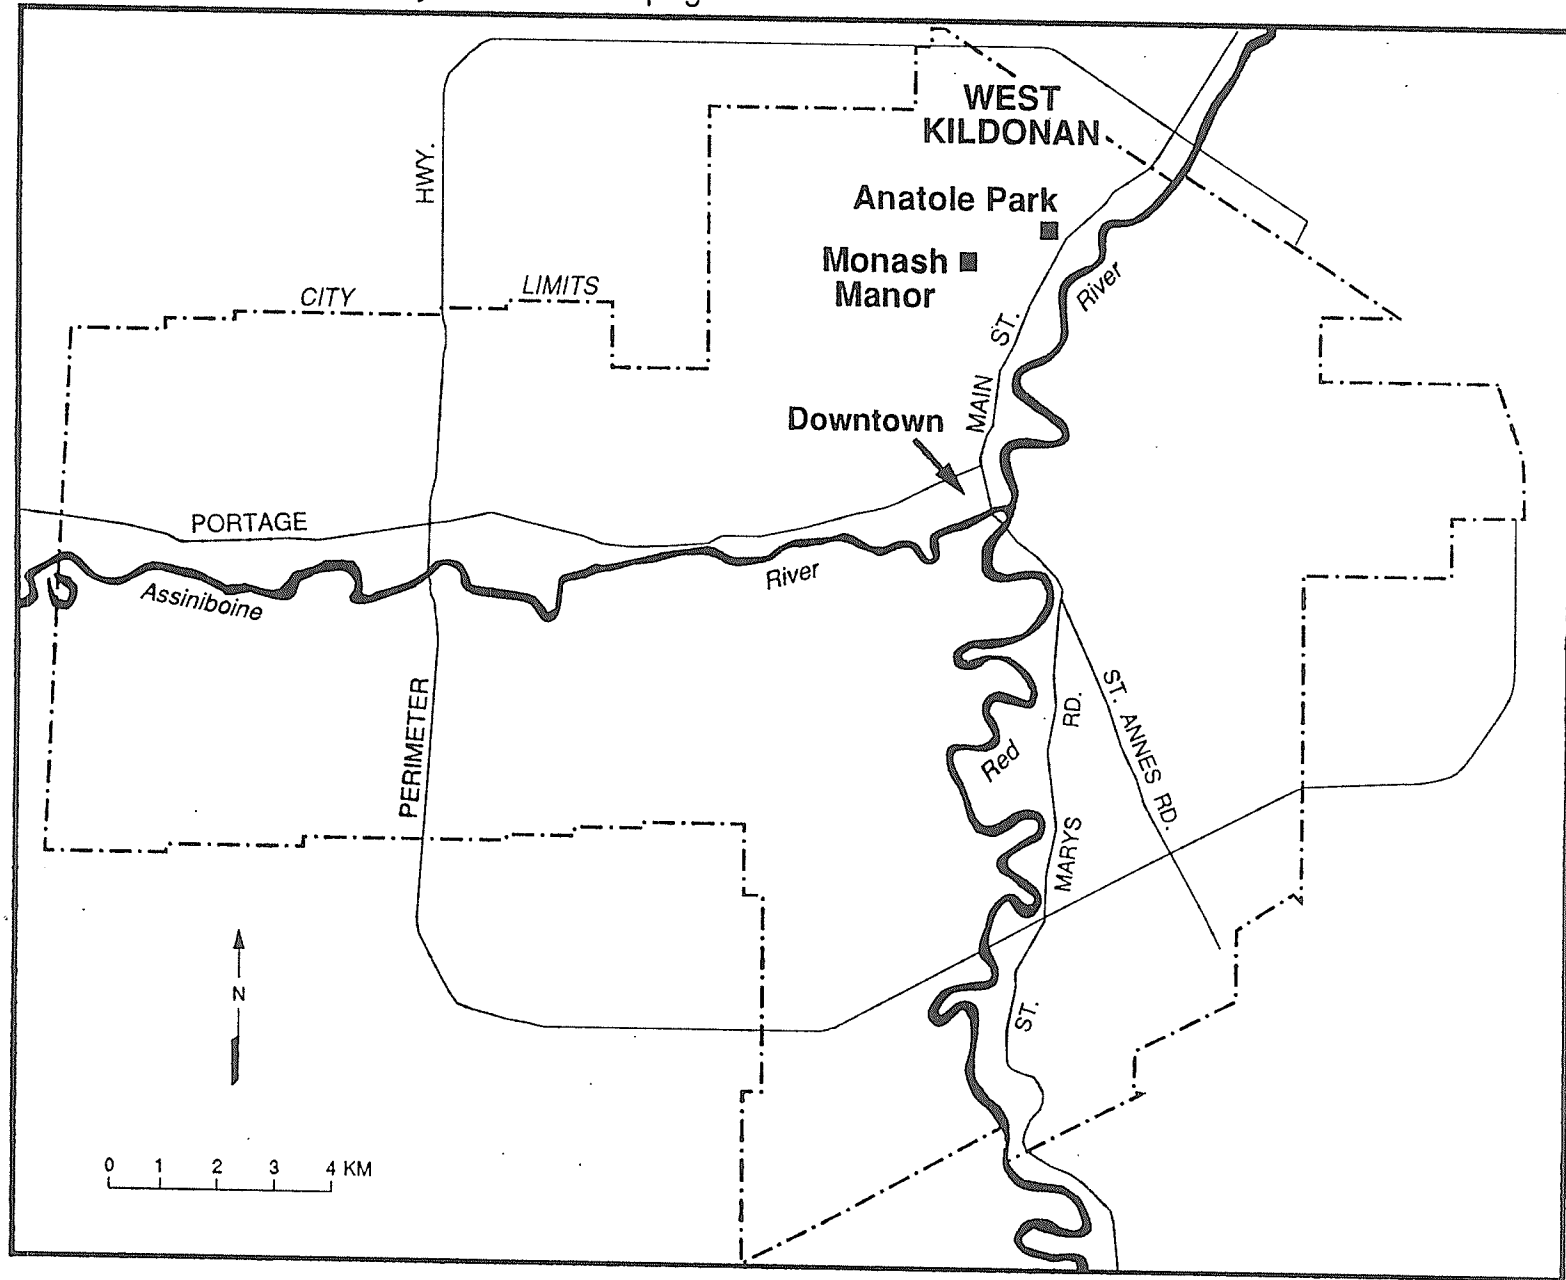 WEST
KILDONAN
HWY.
Anatole Park
Monash
Manor
River
CITY
LIMITS
ST.
MAIN
Downtown
PORTAGE
Assiniboine
River
PERIMETER
RD.
ST. ANNES RD.
Red
MARYS
ST.
N
0 1 2 3 4 KM